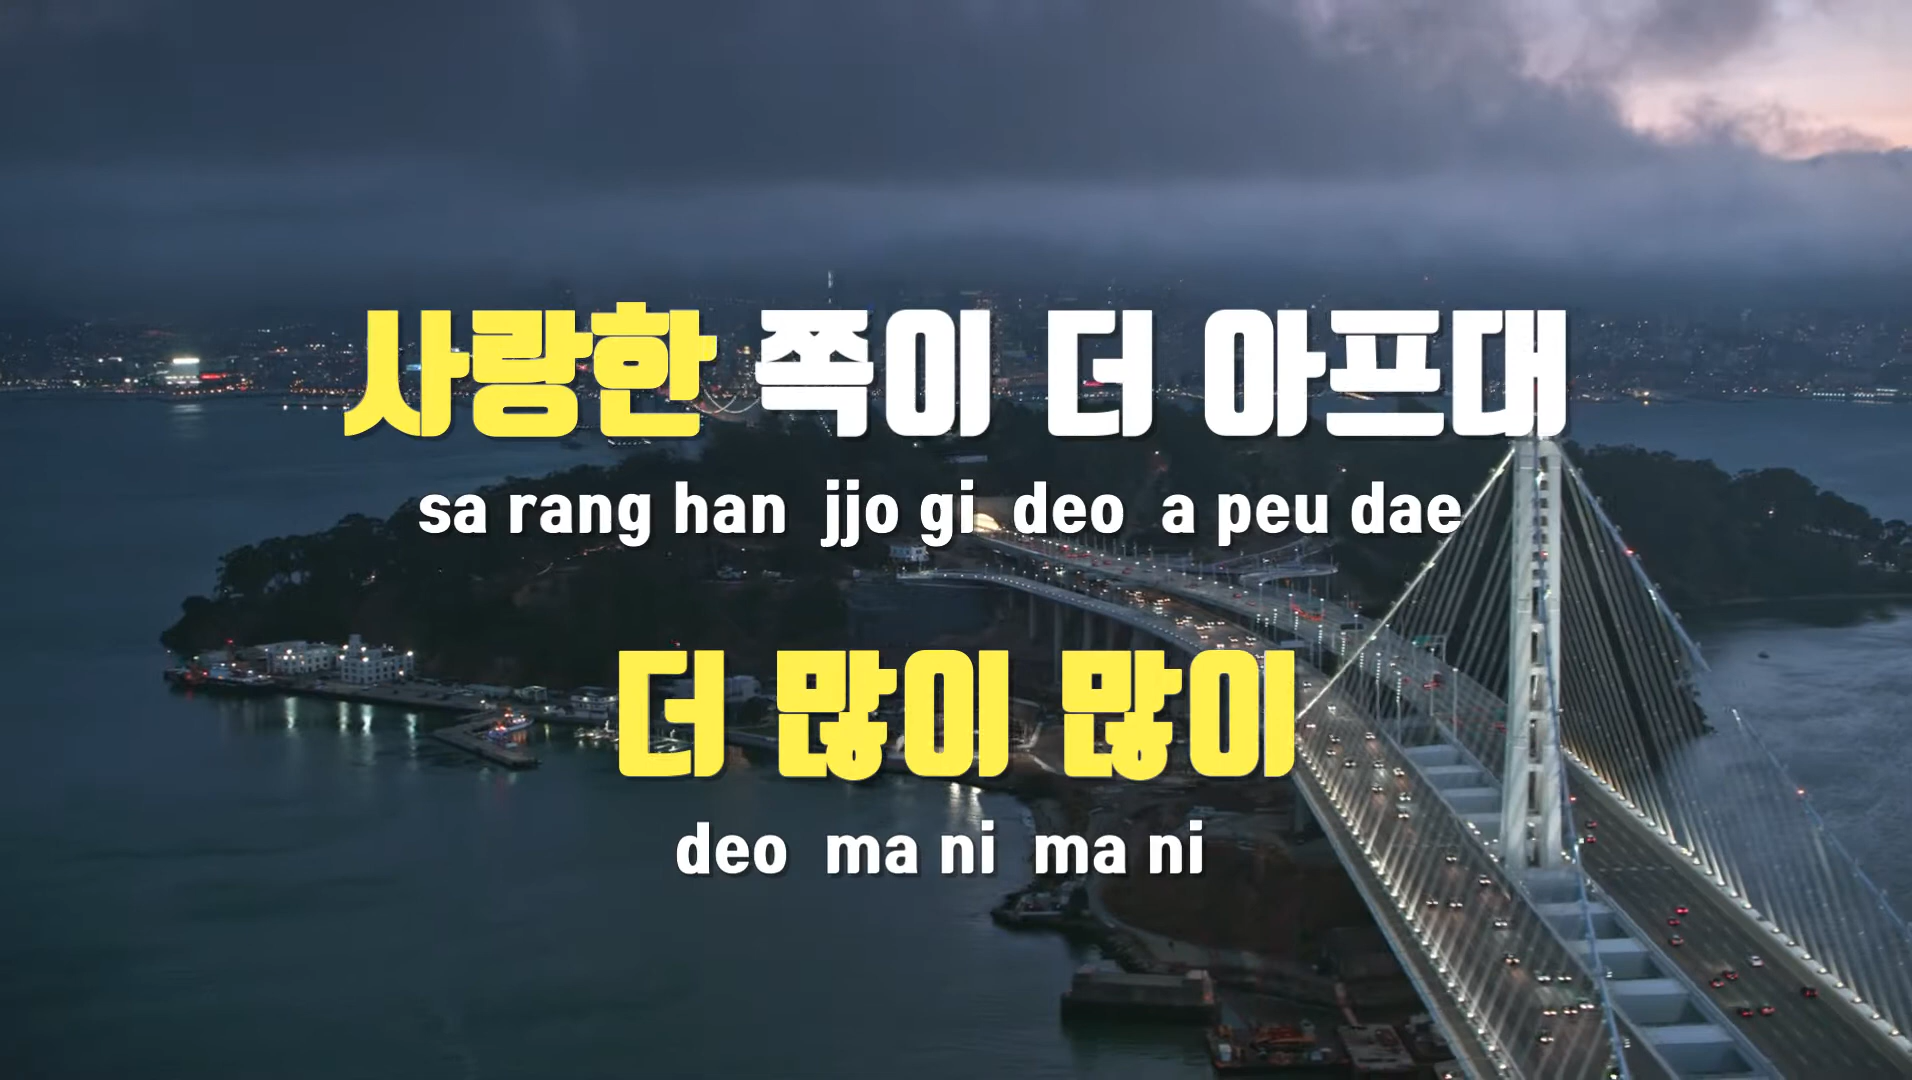 사랑한 쪽이 더 아프대
sa rang han jjo gi deo a peu dae
더 많이 많이
deo ma ni ma ni